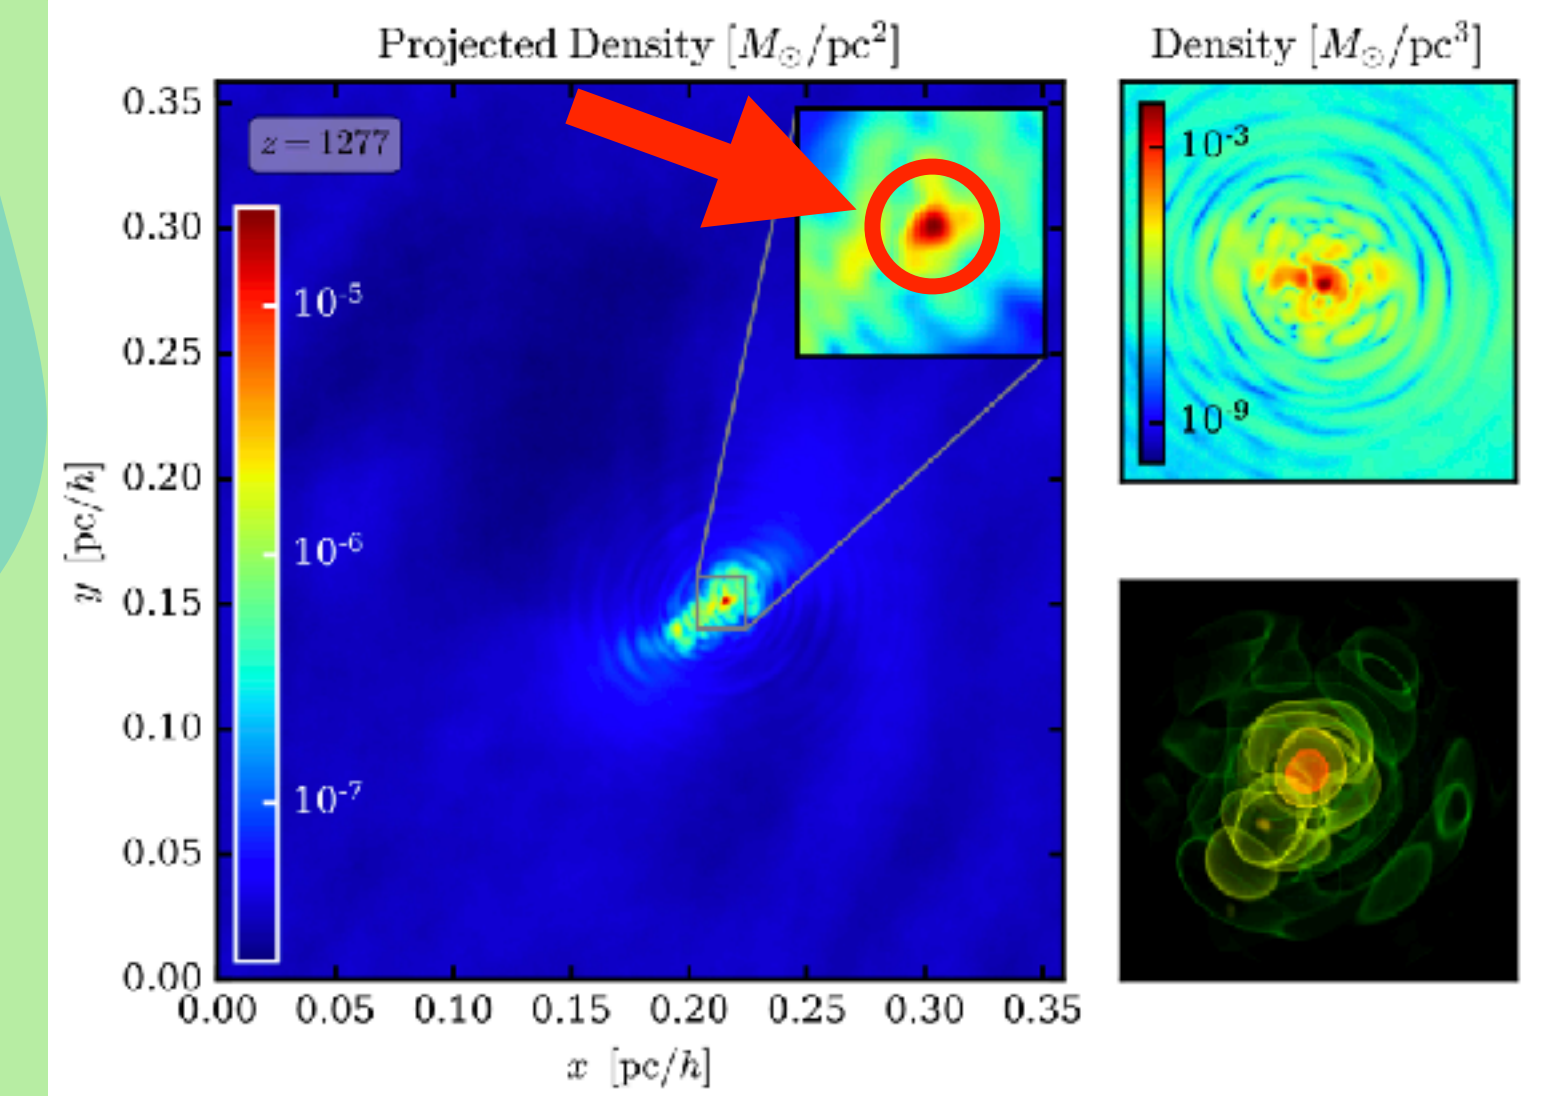 Projected Density [M☉/pc²]
Density [M☉/pc³]
z = 1277
0.35
0.30
0.25
0.20
0.15
0.10
0.05
0.00
y [pc/h]
10⁻⁵
10⁻⁶
10⁻⁷
0.00 0.05 0.10 0.15 0.20 0.25 0.30 0.35
x [pc/h]
10⁻³
10⁻⁹